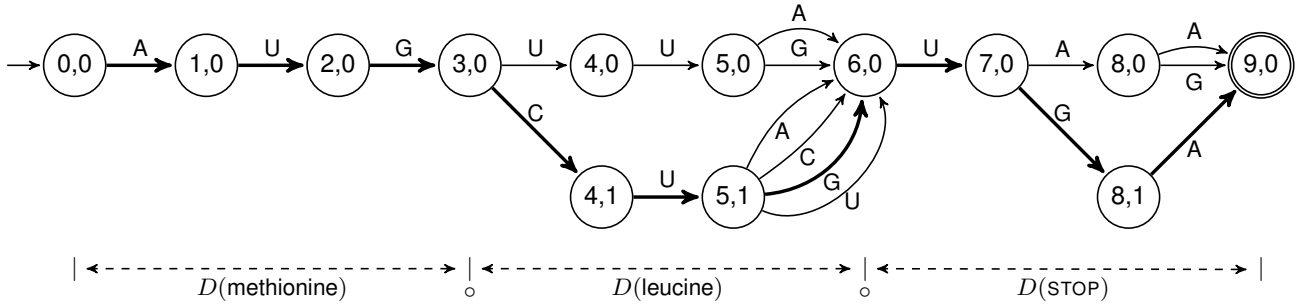 A
A
0,0 A 1,0 U 2,0 G 3,0 U 4,0 U 5,0 G 6,0 U 7,0 A 8,0 G 9,0
C A C G U G A
4,1 U 5,1 8,1
D(methionine) ∘ D(leucine) ∘ D(STOP)